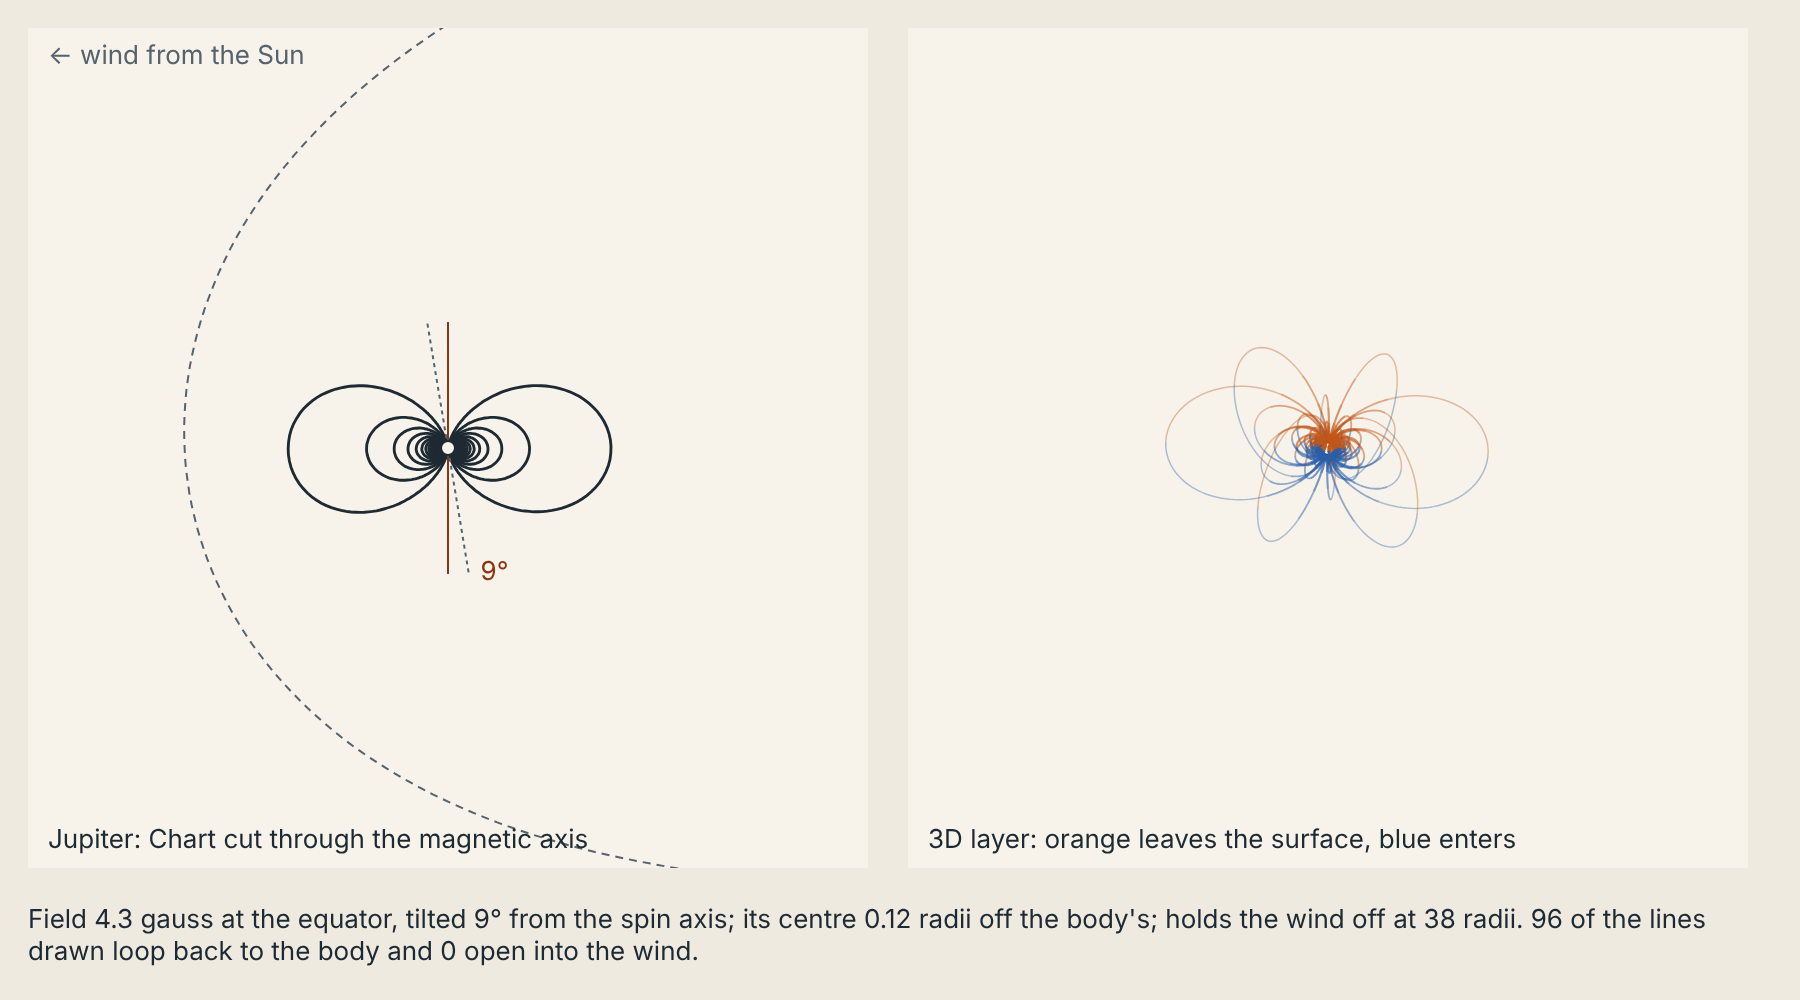 ← wind from the Sun
9°
Jupiter: Chart cut through the magnetic axis
3D layer: orange leaves the surface, blue enters
Field 4.3 gauss at the equator, tilted 9° from the spin axis; its centre 0.12 radii off the body's; holds the wind off at 38 radii. 96 of the lines
drawn loop back to the body and 0 open into the wind.